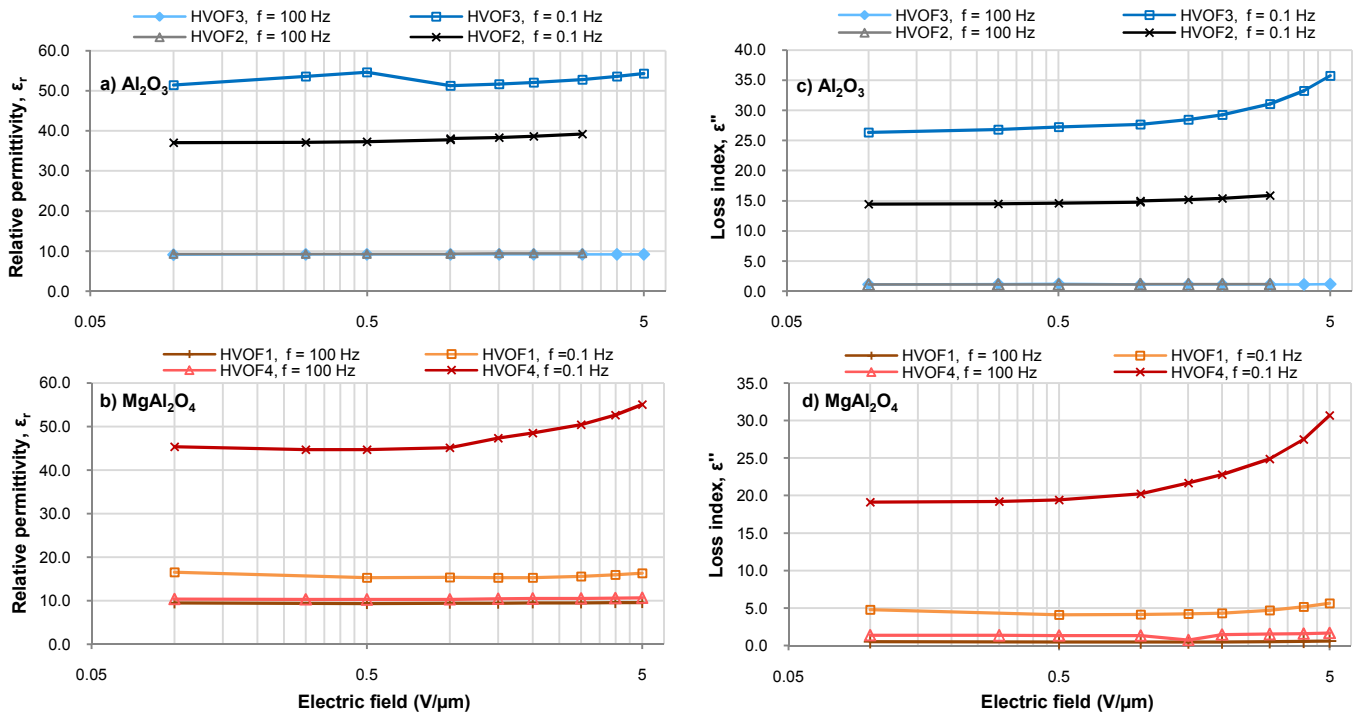 HVOF3, f = 100 Hz HVOF3, f = 0.1 Hz
HVOF2, f = 100 Hz HVOF2, f = 0.1 Hz
60.0
50.0
40.0
30.0
20.0
10.0
0.0
a) Al₂O₃
Relative permittivity, εᵣ
0.05 0.5 5
HVOF3, f = 100 Hz HVOF3, f = 0.1 Hz
HVOF2, f = 100 Hz HVOF2, f = 0.1 Hz
40.0
35.0
30.0
25.0
20.0
15.0
10.0
5.0
0.0
c) Al₂O₃
Loss index, ε"
0.05 0.5 5
HVOF1, f = 100 Hz HVOF1, f =0.1 Hz
HVOF4, f = 100 Hz HVOF4, f =0.1 Hz
60.0
50.0
40.0
30.0
20.0
10.0
0.0
b) MgAl₂O₄
Relative permittivity, εᵣ
0.05 0.5 5
Electric field (V/µm)
HVOF1, f = 100 Hz HVOF1, f =0.1 Hz
HVOF4, f = 100 Hz HVOF4, f =0.1 Hz
35.0
30.0
25.0
20.0
15.0
10.0
5.0
0.0
d) MgAl₂O₄
Loss index, ε"
0.05 0.5 5
Electric field (V/µm)